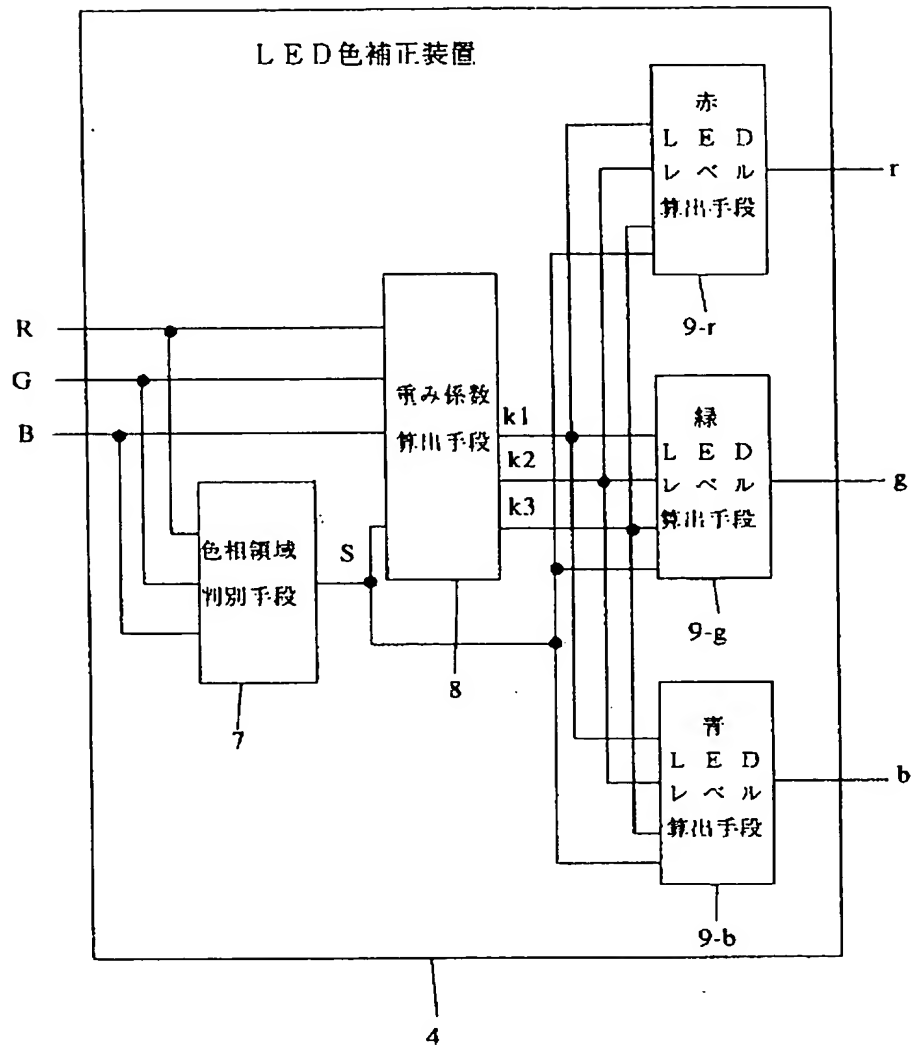 LED色補正装置
赤
LED
レベル
算出手段
r
9-r
R
G
B
重み係数
算出手段
k1
k2
k3
8
緑
LED
レベル
算出手段
g
9-g
色相領域
判別手段
S
7
青
LED
レベル
算出手段
b
9-b
4